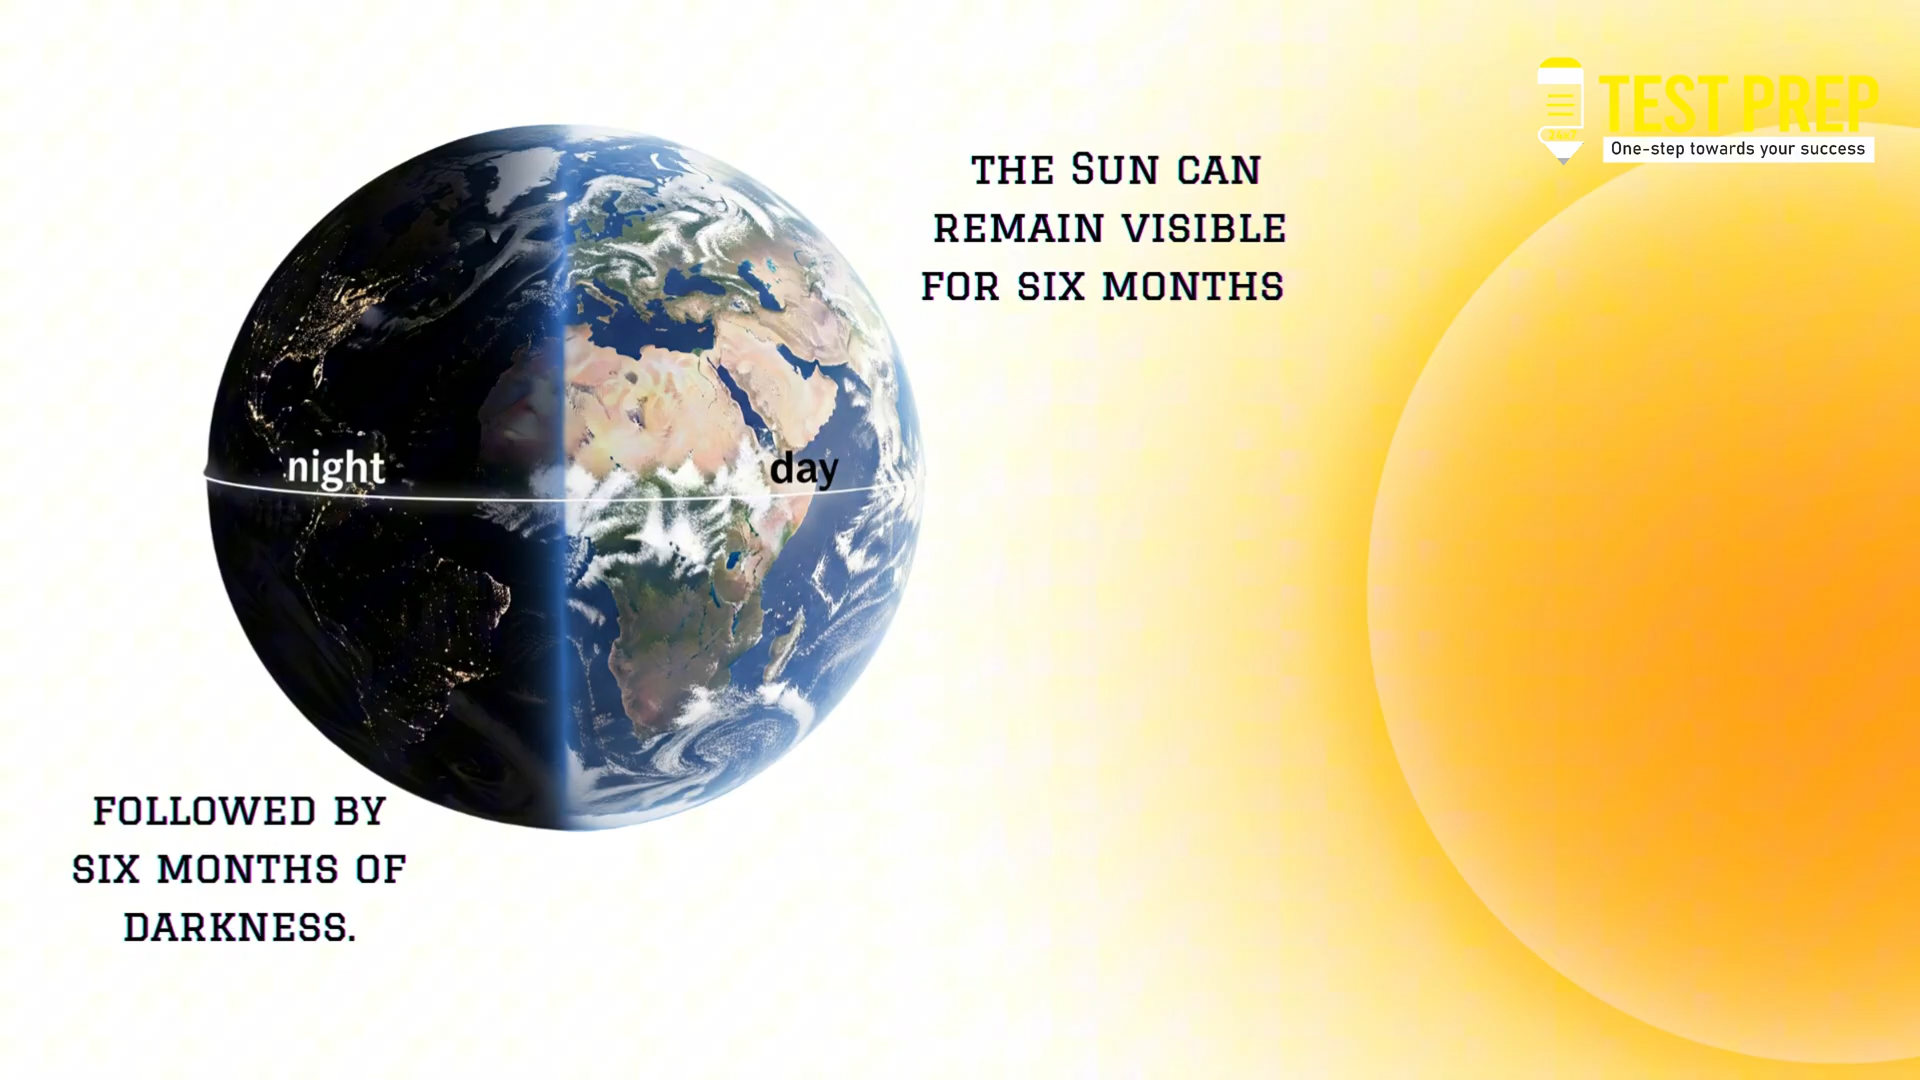 TEST PREP
One-step towards your success
THE SUN CAN
REMAIN VISIBLE
FOR SIX MONTHS
night
day
FOLLOWED BY
SIX MONTHS OF
DARKNESS.